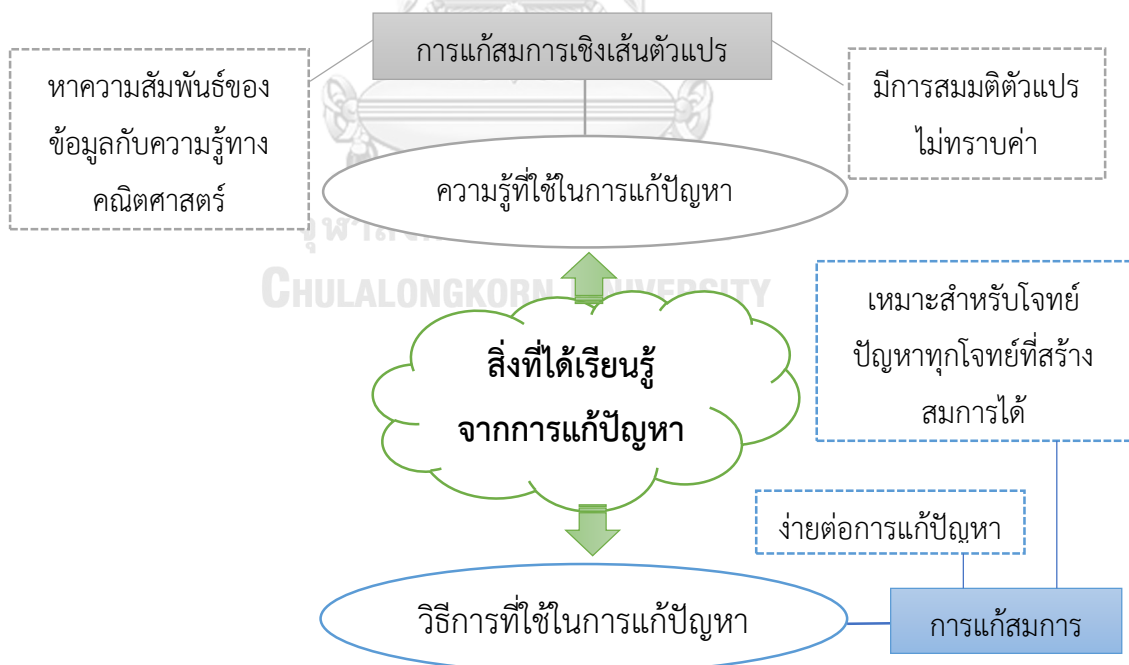 การแก้สมการเชิงเส้นตัวแปร
หาความสัมพันธ์ของ
ข้อมูลกับความรู้ทาง
คณิตศาสตร์
มีการสมมติตัวแปร
ไม่ทราบค่า
ความรู้ที่ใช้ในการแก้ปัญหา
CHULALONGKORN UNIVERSITY
เหมาะสำหรับโจทย์
ปัญหาทุกโจทย์ที่สร้าง
สมการได้
สิ่งที่ได้เรียนรู้
จากการแก้ปัญหา
ง่ายต่อการแก้ปัญหา
วิธีการที่ใช้ในการแก้ปัญหา
การแก้สมการ